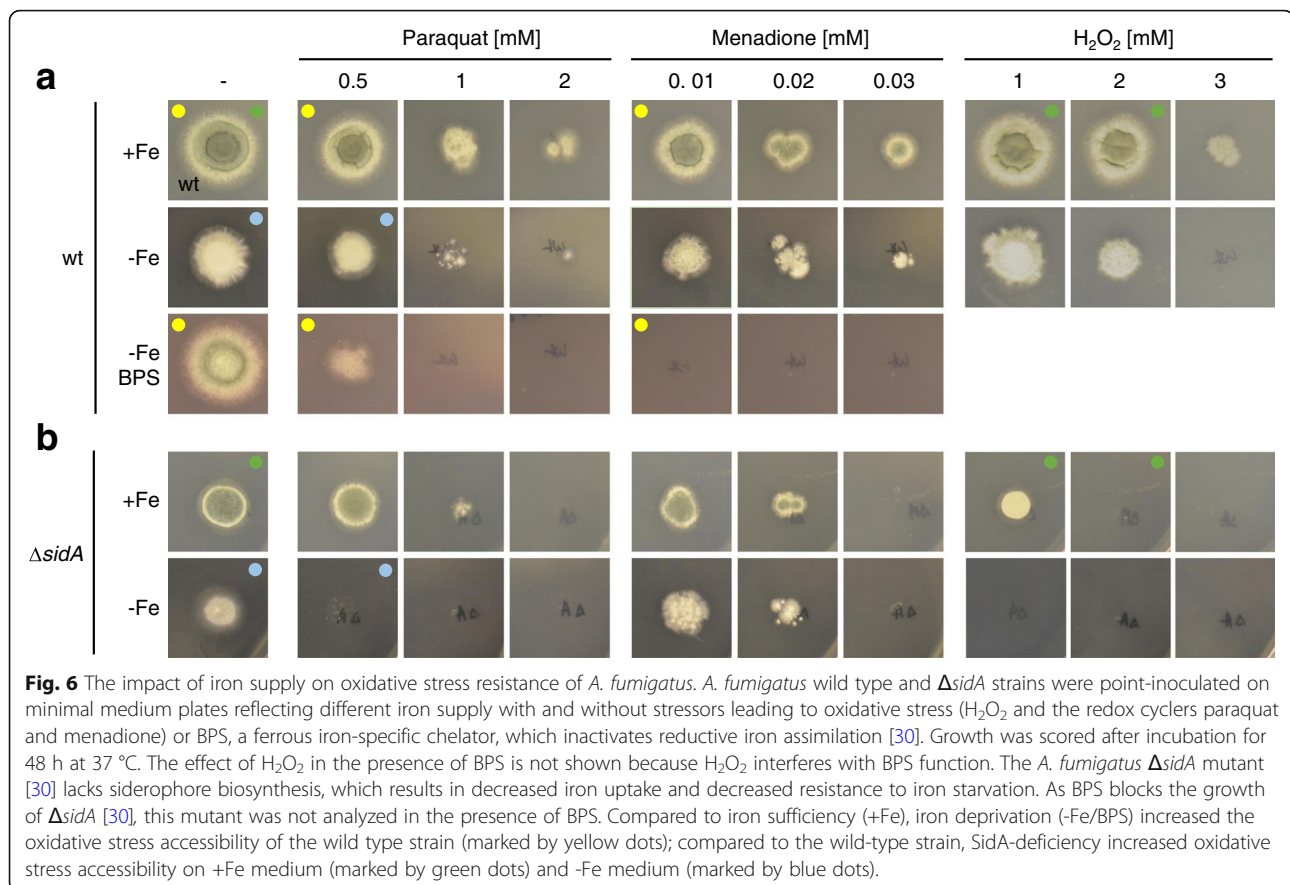 Paraquat [mM] Menadione [mM] H₂O₂ [mM]
a - 0.5 1 2 0. 01 0.02 0.03 1 2 3
+Fe
wt
wt -Fe
-Fe
BPS
b
+Fe
ΔsidA
-Fe
Fig. 6 The impact of iron supply on oxidative stress resistance of A. fumigatus. A. fumigatus wild type and ΔsidA strains were point-inoculated on
minimal medium plates reflecting different iron supply with and without stressors leading to oxidative stress (H₂O₂ and the redox cyclers paraquat
and menadione) or BPS, a ferrous iron-specific chelator, which inactivates reductive iron assimilation [30]. Growth was scored after incubation for
48 h at 37 °C. The effect of H₂O₂ in the presence of BPS is not shown because H₂O₂ interferes with BPS function. The A. fumigatus ΔsidA mutant
[30] lacks siderophore biosynthesis, which results in decreased iron uptake and decreased resistance to iron starvation. As BPS blocks the growth
of ΔsidA [30], this mutant was not analyzed in the presence of BPS. Compared to iron sufficiency (+Fe), iron deprivation (-Fe/BPS) increased the
oxidative stress accessibility of the wild type strain (marked by yellow dots); compared to the wild-type strain, SidA-deficiency increased oxidative
stress accessibility on +Fe medium (marked by green dots) and -Fe medium (marked by blue dots).